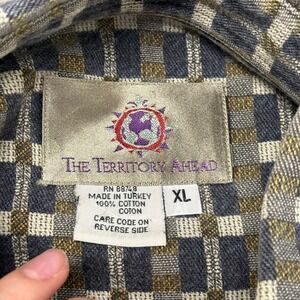 THE TERRITORY AHEAD
RN 88748
MADE IN TURKEY
100% COTTON
COTON
CARE CODE ON
REVERSE SIDE
XL